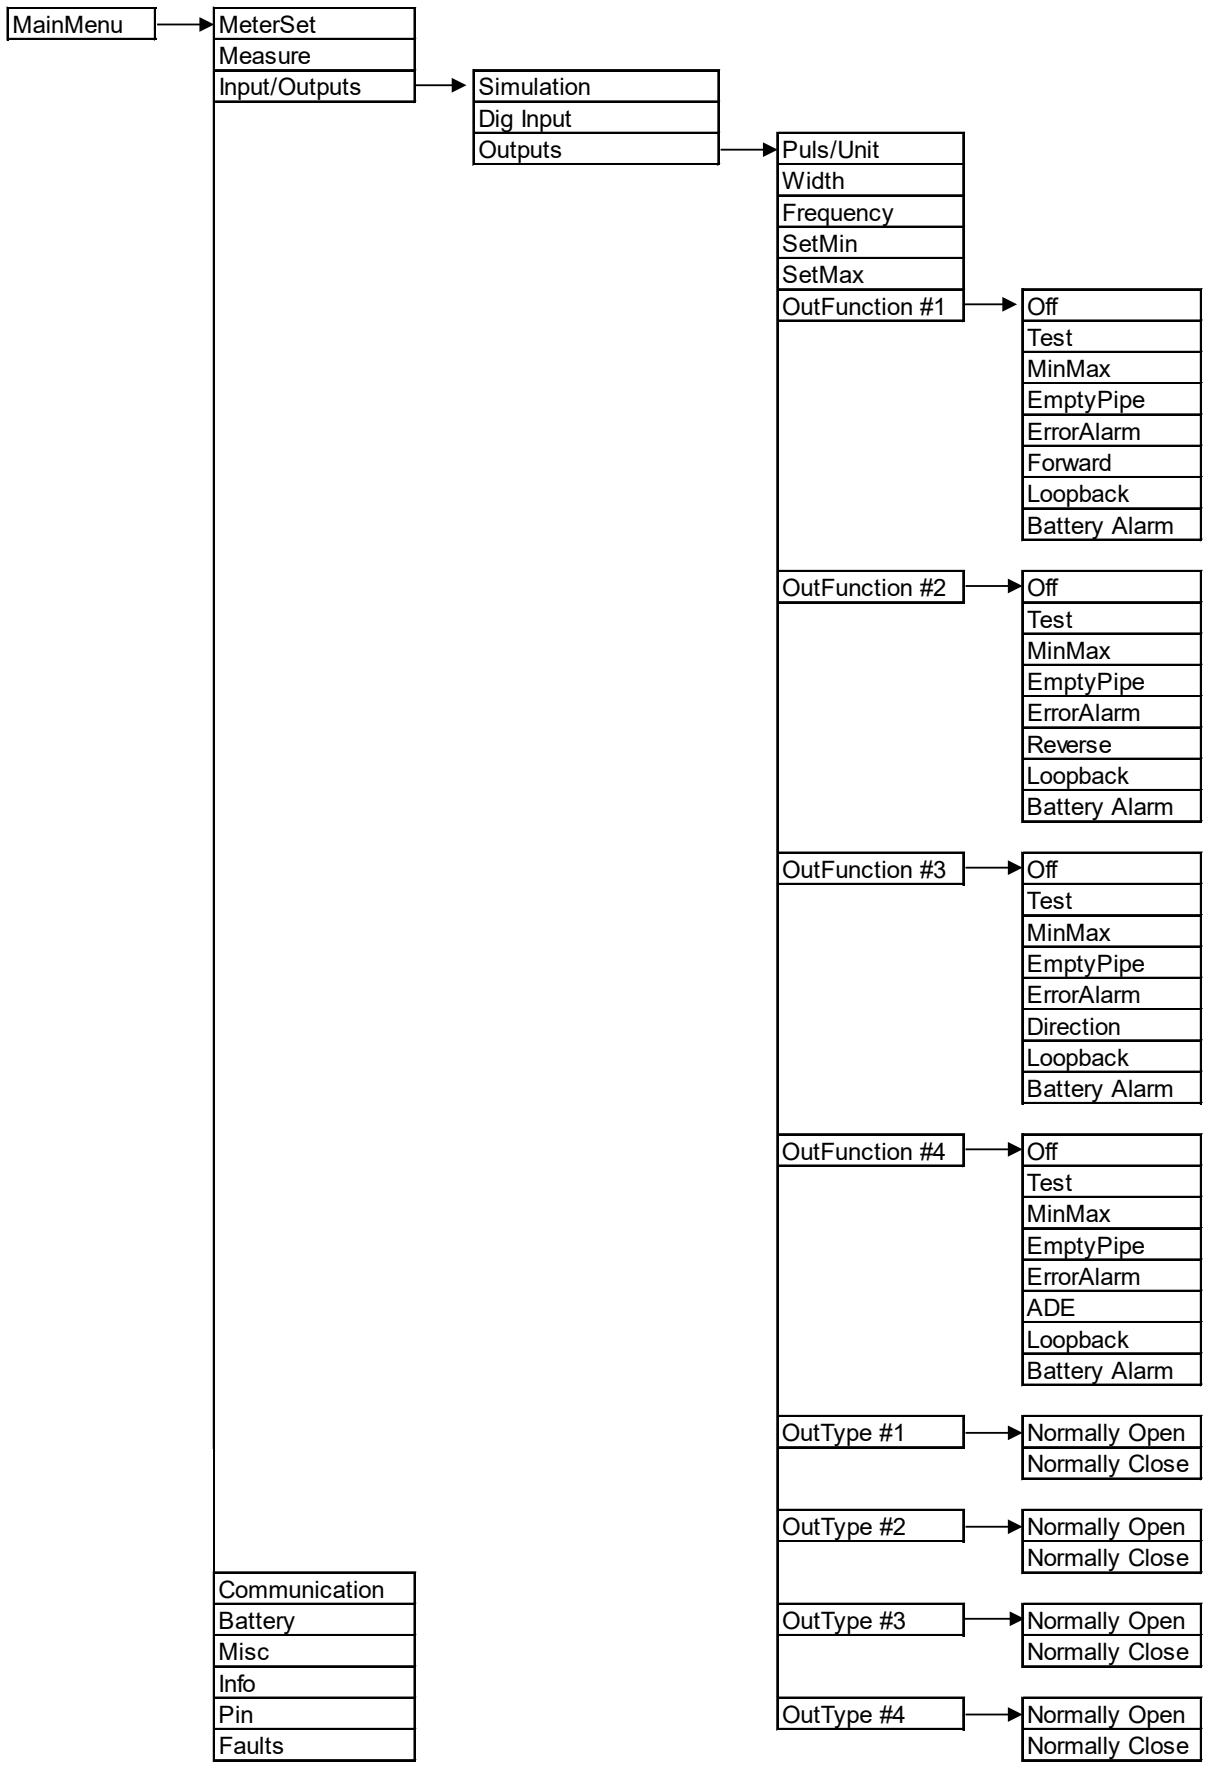 MainMenu
MeterSet
Measure
Input/Outputs
Simulation
Dig Input
Outputs
Puls/Unit
Width
Frequency
SetMin
SetMax
OutFunction #1
Off
Test
MinMax
EmptyPipe
ErrorAlarm
Forward
Loopback
Battery Alarm
OutFunction #2
Off
Test
MinMax
EmptyPipe
ErrorAlarm
Reverse
Loopback
Battery Alarm
OutFunction #3
Off
Test
MinMax
EmptyPipe
ErrorAlarm
Direction
Loopback
Battery Alarm
OutFunction #4
Off
Test
MinMax
EmptyPipe
ErrorAlarm
ADE
Loopback
Battery Alarm
OutType #1
Normally Open
Normally Close
OutType #2
Normally Open
Normally Close
OutType #3
Normally Open
Normally Close
OutType #4
Normally Open
Normally Close
Communication
Battery
Misc
Info
Pin
Faults